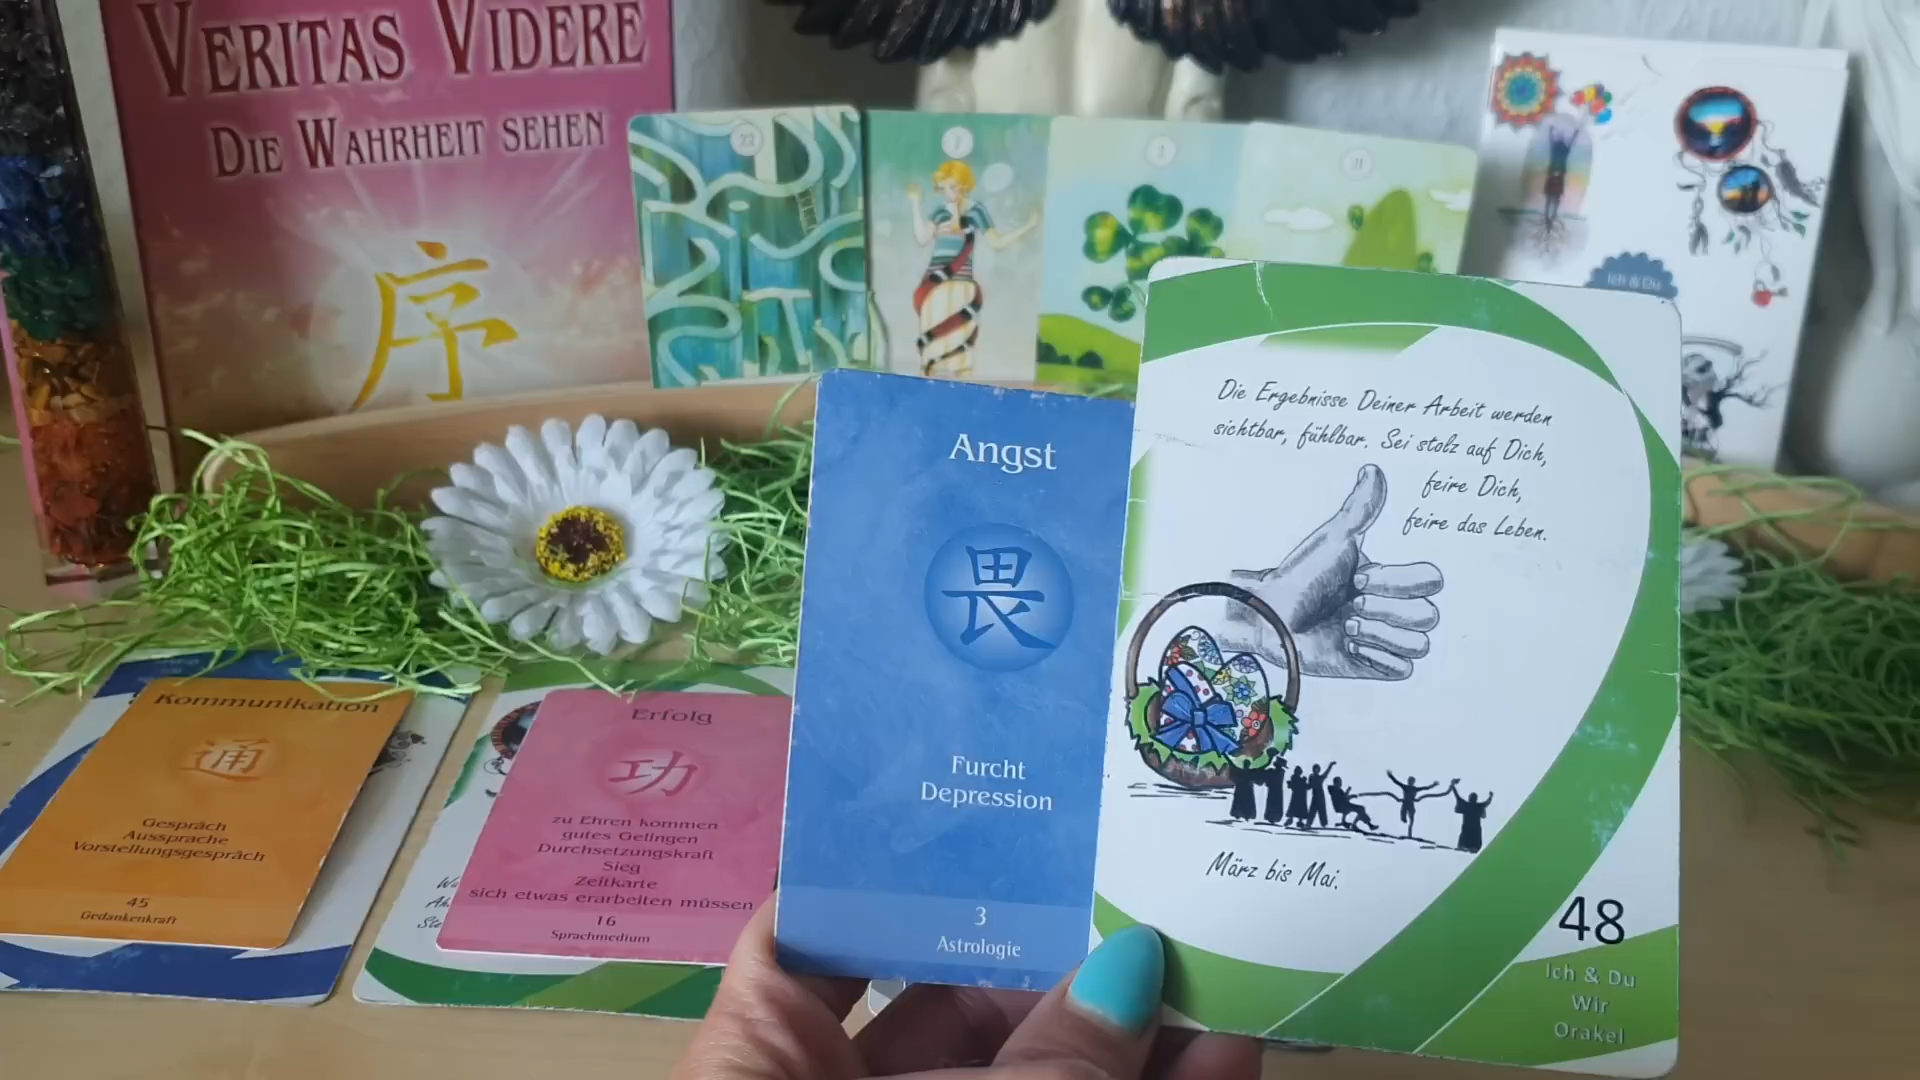 VERITAS VIDERE
DIE WAHRHEIT SEHEN
序
22
7
2
Ich & Du
Die Ergebnisse Deiner Arbeit werden
sichtbar, fühlbar. Sei stolz auf Dich,
feire Dich,
feire das Leben.
März bis Mai.
48
Ich & Du
Wir
Orakel
Angst
畏
Furcht
Depression
3
Astrologie
Kommunikation
通
Gespräch
Aussprache
Vorstellungsgespräch
45
Gedankenkraft
Erfolg
功
zu Ehren kommen
gutes Gelingen
Durchsetzungskraft
Sieg
Zeitkarte
sich etwas erarbeiten müssen
16
Sprachmedium